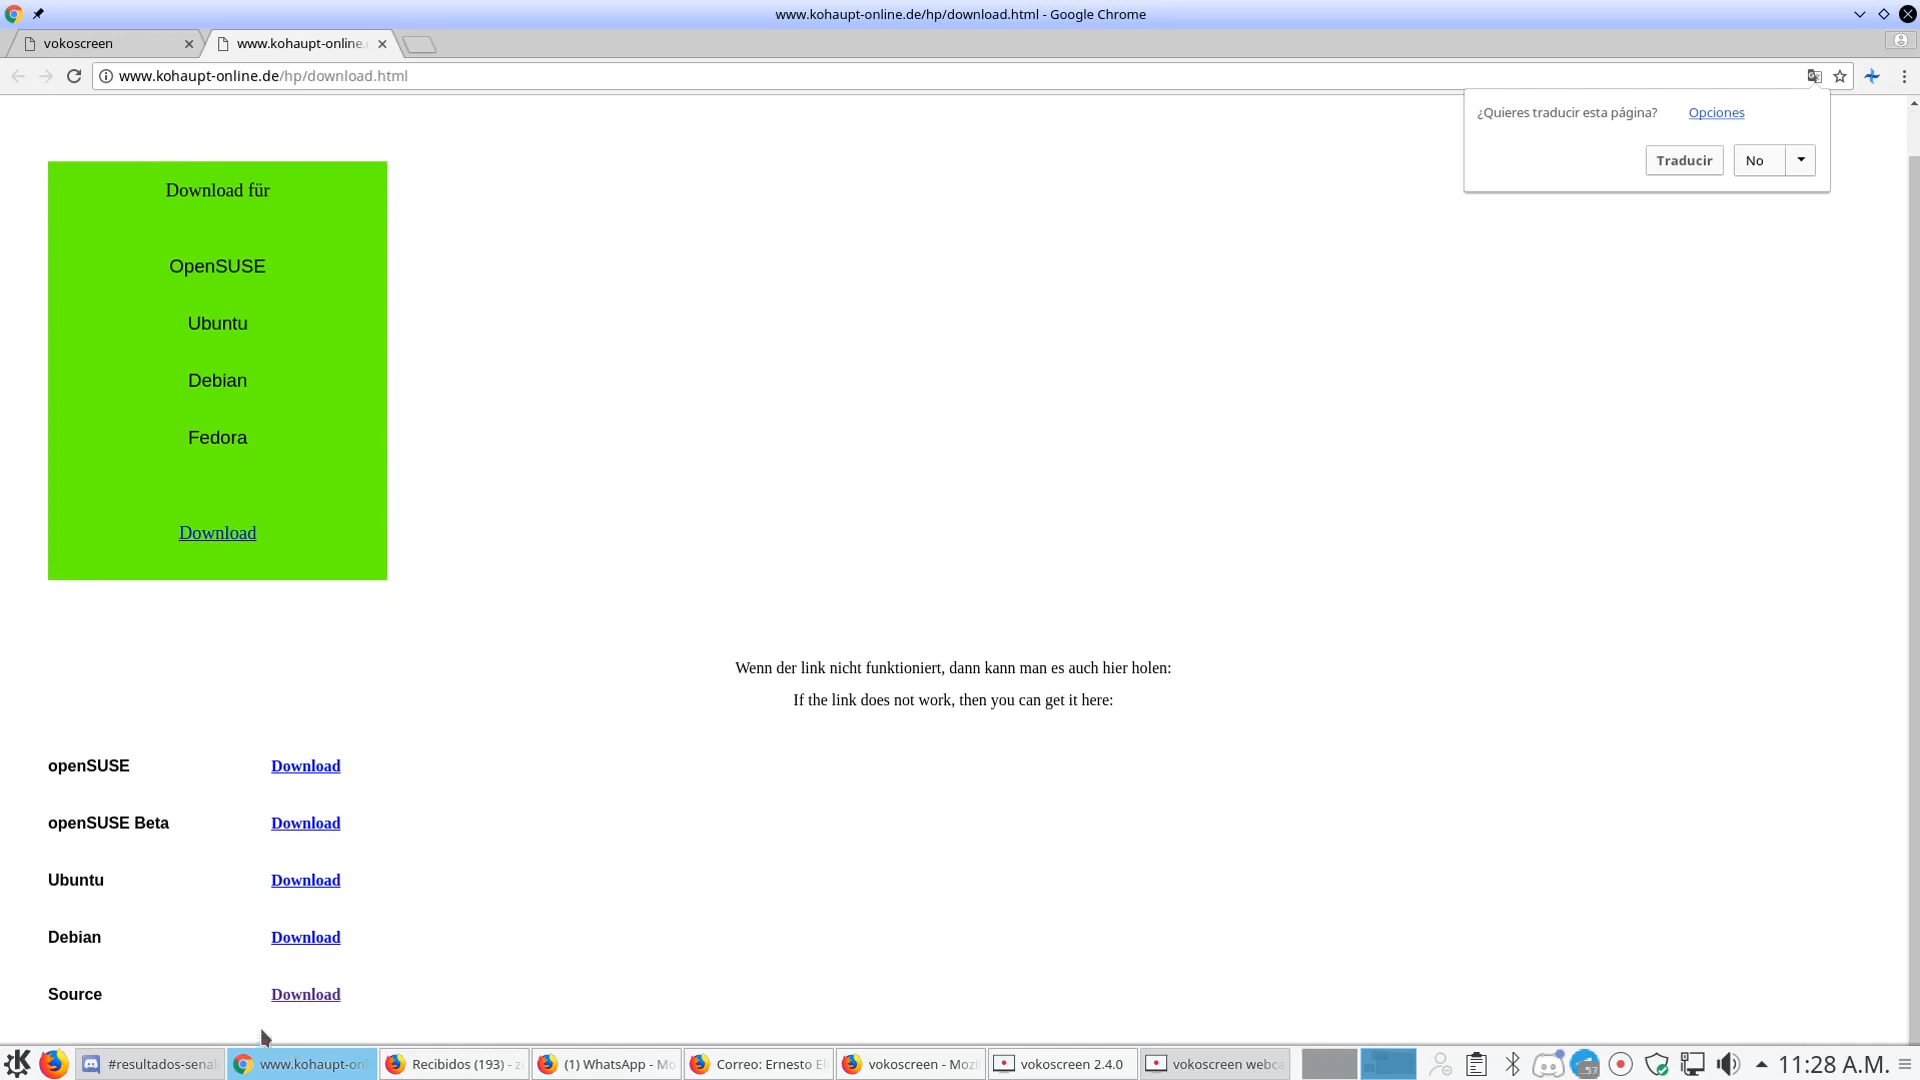 www.kohaupt-online.de/hp/download.html - Google Chrome
vokoscreen
www.kohaupt-online.
www.kohaupt-online.de/hp/download.html
¿Quieres traducir esta página?
Opciones
Traducir
No
Download für
OpenSUSE
Ubuntu
Debian
Fedora
Download
Wenn der link nicht funktioniert, dann kann man es auch hier holen:
If the link does not work, then you can get it here:
openSUSE Download
openSUSE Beta Download
Ubuntu Download
Debian Download
Source Download
#resultados-senal
www.kohaupt-onl
Recibidos (193) - z
(1) WhatsApp - Mo
Correo: Ernesto El
vokoscreen - Mozi
vokoscreen 2.4.0
vokoscreen webca
57
11:28 A.M.